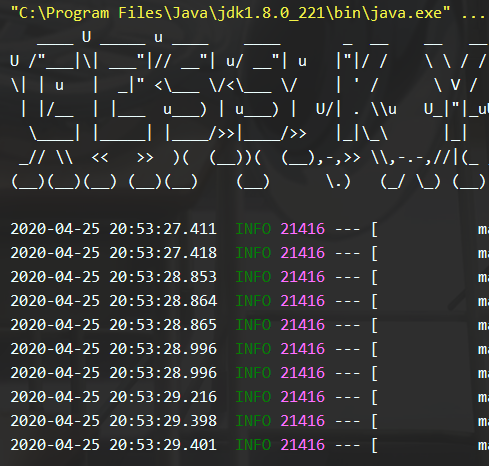 "C:\Program Files\Java\jdk1.8.0_221\bin\java.exe" ...
   ____ U _____ u ____    ____       _  __   __   __
U /"___|\| ___"|// __"| u/ __"| u   |"|/ /    \ \ / /
\| | u   |  _|" <\___ \/<\___ \/    | ' /      \ V /
 | |/__  | |___  u___) | u___) |  U/| . \\u   U_|"|_u
  \____| |_____| |____/>>|____/>>   |_|\_\      |_|
 _// \\  <<   >>  )(  (__))(  (__),-,>> \\,-.-,//|(_
(__)(__)(__) (__)(__)    (__)      \.)   (_/ \_) (__)
2020-04-25 20:53:27.411  INFO 21416 --- [           ma
2020-04-25 20:53:27.418  INFO 21416 --- [           ma
2020-04-25 20:53:28.853  INFO 21416 --- [           ma
2020-04-25 20:53:28.864  INFO 21416 --- [           ma
2020-04-25 20:53:28.865  INFO 21416 --- [           ma
2020-04-25 20:53:28.996  INFO 21416 --- [           ma
2020-04-25 20:53:28.996  INFO 21416 --- [           ma
2020-04-25 20:53:29.216  INFO 21416 --- [           ma
2020-04-25 20:53:29.398  INFO 21416 --- [           ma
2020-04-25 20:53:29.401  INFO 21416 --- [           ma